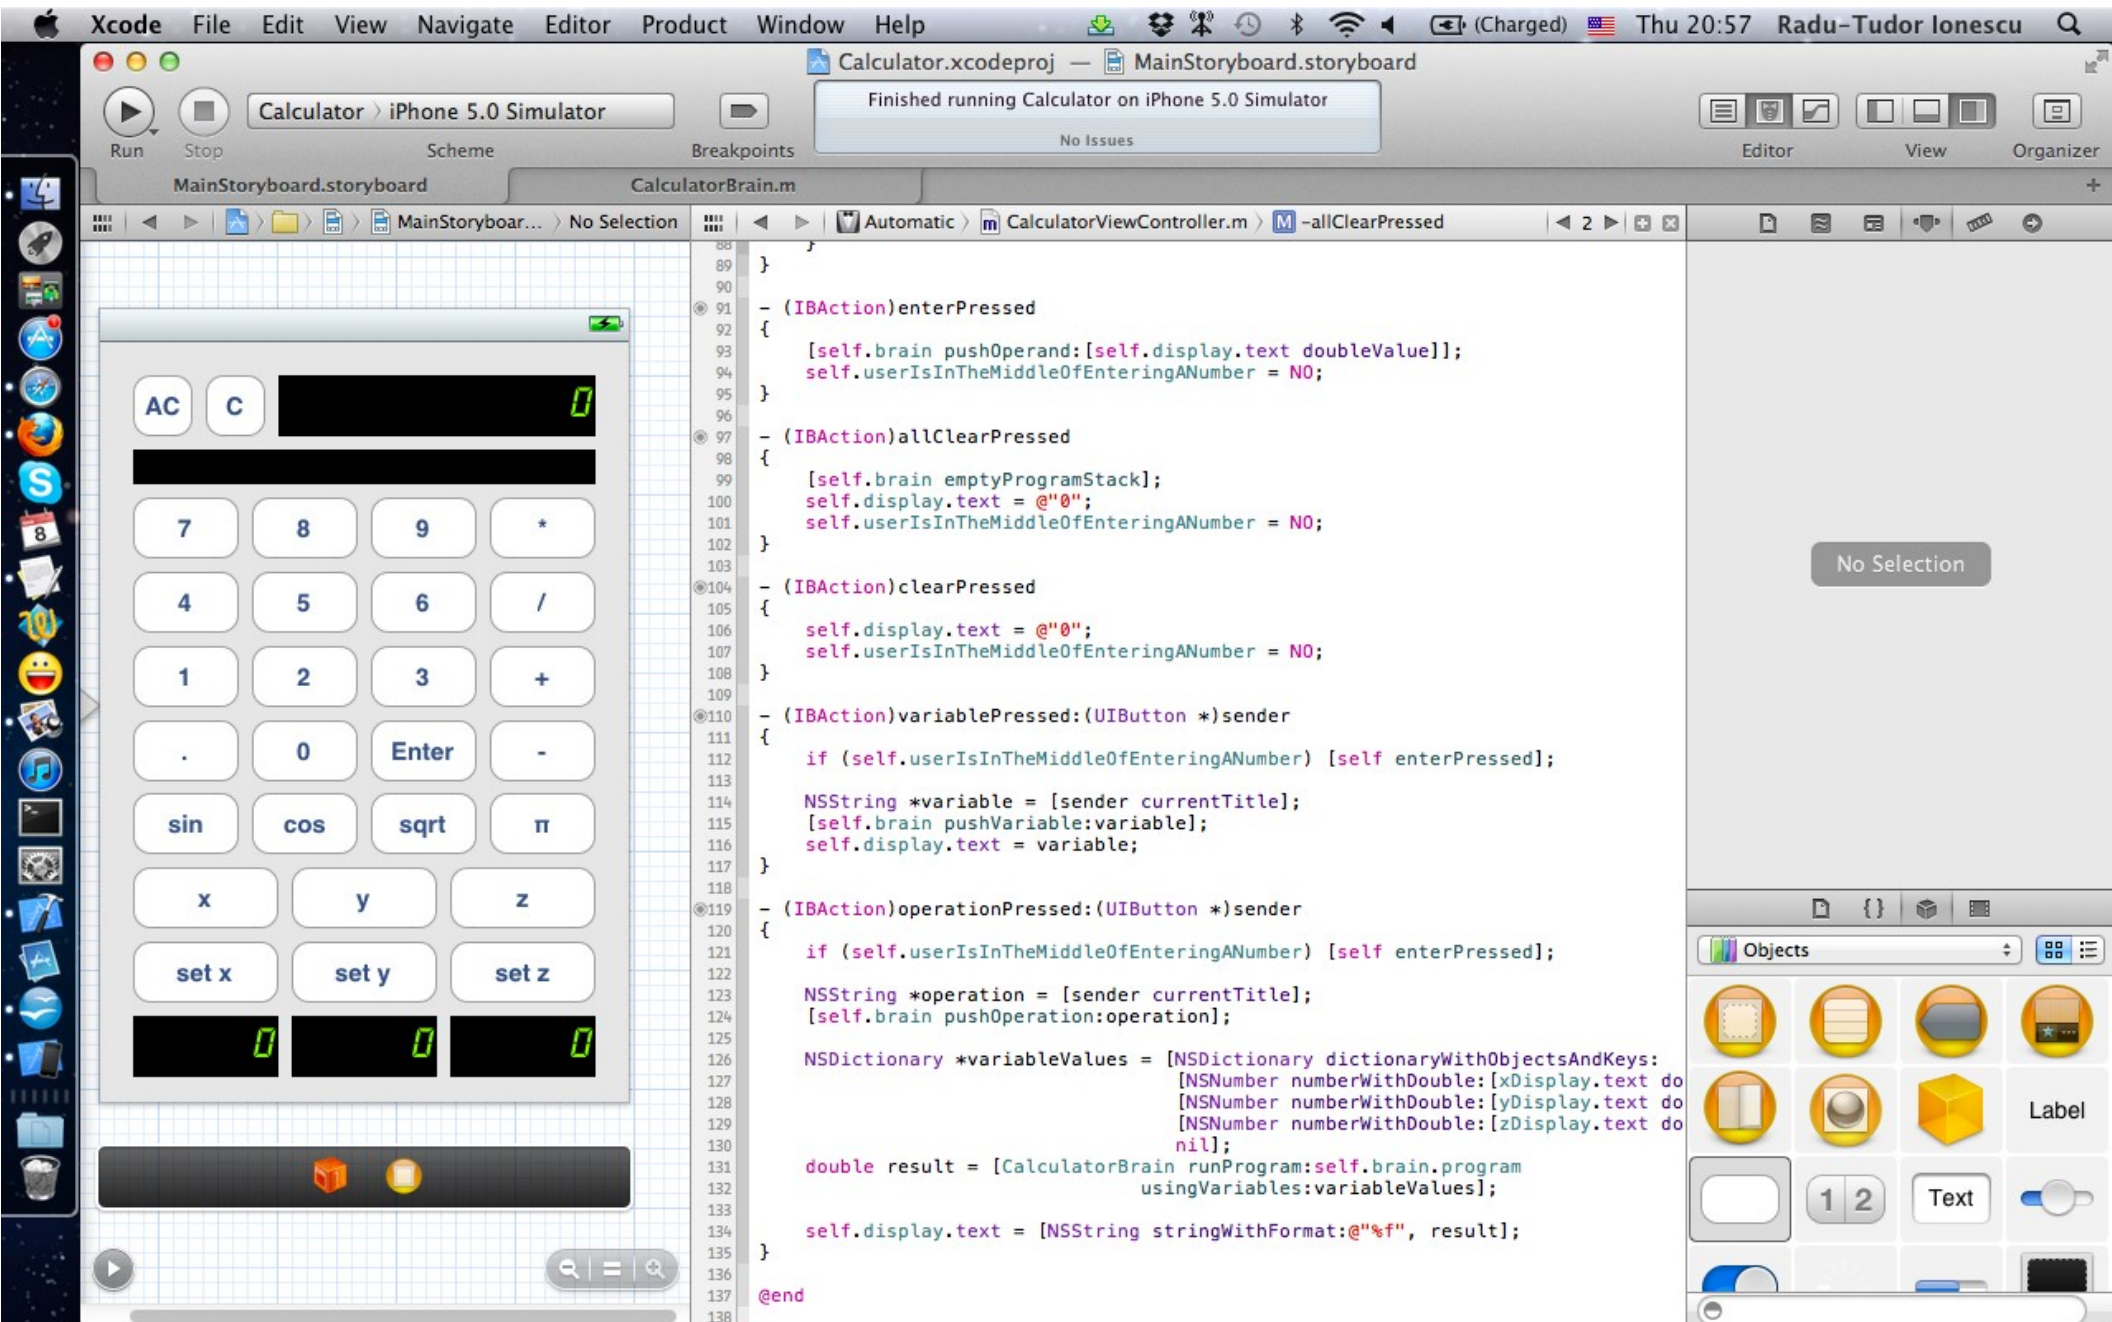 Xcode File Edit View Navigate Editor Product Window Help (Charged) Thu 20:57 Radu-Tudor Ionescu
Calculator.xcodeproj — MainStoryboard.storyboard
Calculator iPhone 5.0 Simulator
Finished running Calculator on iPhone 5.0 Simulator
No Issues
Run Stop Scheme Breakpoints Editor View Organizer
MainStoryboard.storyboard CalculatorBrain.m
MainStoryboar... No Selection
Automatic CalculatorViewController.m M -allClearPressed 2
AC C 0
7 8 9 *
4 5 6 /
1 2 3 +
. 0 Enter -
sin cos sqrt π
x y z
set x set y set z
0 0 0
88 }
89 }
90
91 - (IBAction)enterPressed
92 {
93 [self.brain pushOperand:[self.display.text doubleValue]];
94 self.userIsInTheMiddleOfEnteringANumber = NO;
95 }
96
97 - (IBAction)allClearPressed
98 {
99 [self.brain emptyProgramStack];
100 self.display.text = @"0";
101 self.userIsInTheMiddleOfEnteringANumber = NO;
102 }
103
104 - (IBAction)clearPressed
105 {
106 self.display.text = @"0";
107 self.userIsInTheMiddleOfEnteringANumber = NO;
108 }
109
110 - (IBAction)variablePressed:(UIButton *)sender
111 {
112 if (self.userIsInTheMiddleOfEnteringANumber) [self enterPressed];
113
114 NSString *variable = [sender currentTitle];
115 [self.brain pushVariable:variable];
116 self.display.text = variable;
117 }
118
119 - (IBAction)operationPressed:(UIButton *)sender
120 {
121 if (self.userIsInTheMiddleOfEnteringANumber) [self enterPressed];
122
123 NSString *operation = [sender currentTitle];
124 [self.brain pushOperation:operation];
125
126 NSDictionary *variableValues = [NSDictionary dictionaryWithObjectsAndKeys:
127 [NSNumber numberWithDouble:[xDisplay.text do
128 [NSNumber numberWithDouble:[yDisplay.text do
129 [NSNumber numberWithDouble:[zDisplay.text do
130 nil];
131 double result = [CalculatorBrain runProgram:self.brain.program
132 usingVariables:variableValues];
133
134 self.display.text = [NSString stringWithFormat:@"%f", result];
135 }
136
137 @end
138
No Selection
{}
Objects
Label
1 2 Text
8